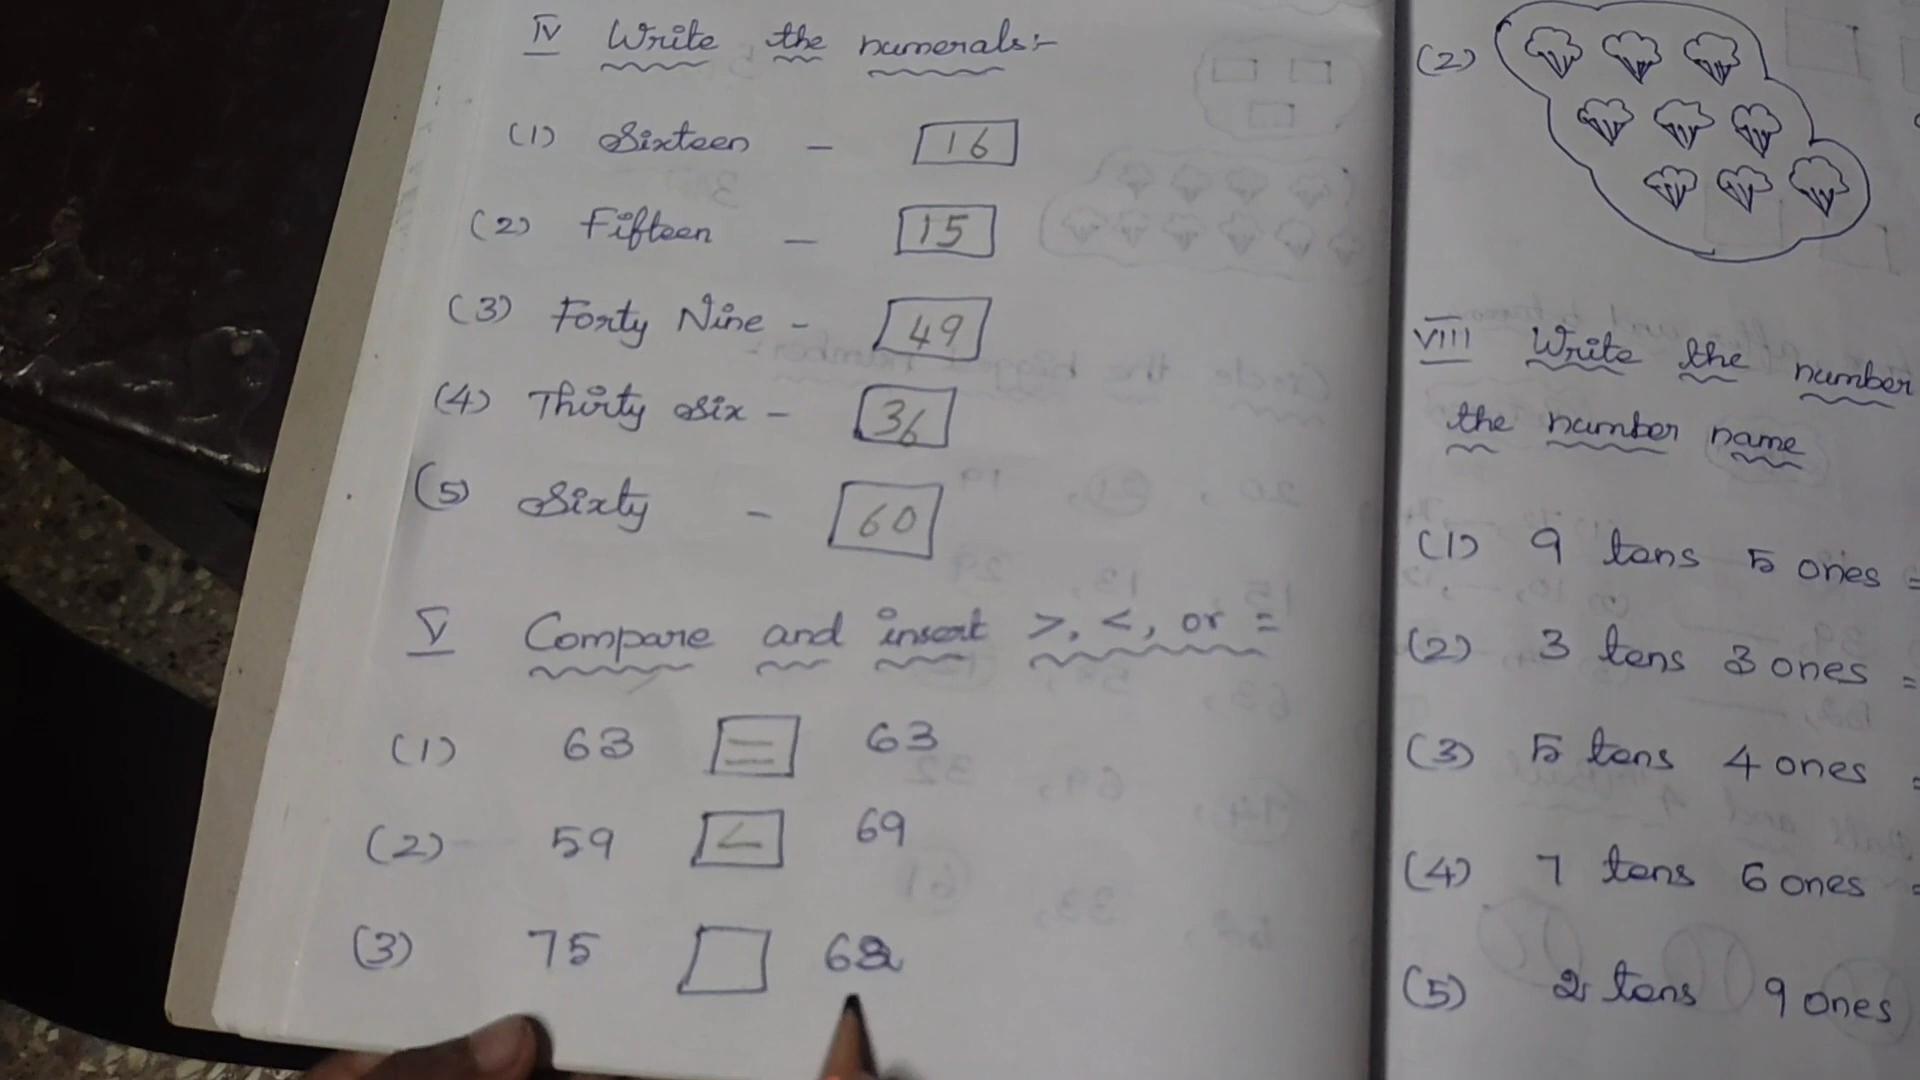 IV Write the numerals:-
(1) Sixteen - 16
(2) Fifteen - 15
(3) Forty Nine - 49
(4) Thirty Six - 36
(5) Sixty - 60
V Compare and insert >, <, or =
(1) 63 = 63
(2) 59 < 69
(3) 75
(2)
VIII Write the number
the number name
(1) 9 tens 5 ones =
(2) 3 tens 3 ones =
(3) 5 tens 4 ones =
(4) 7 tens 6 ones =
(5) 2 tens 9 ones